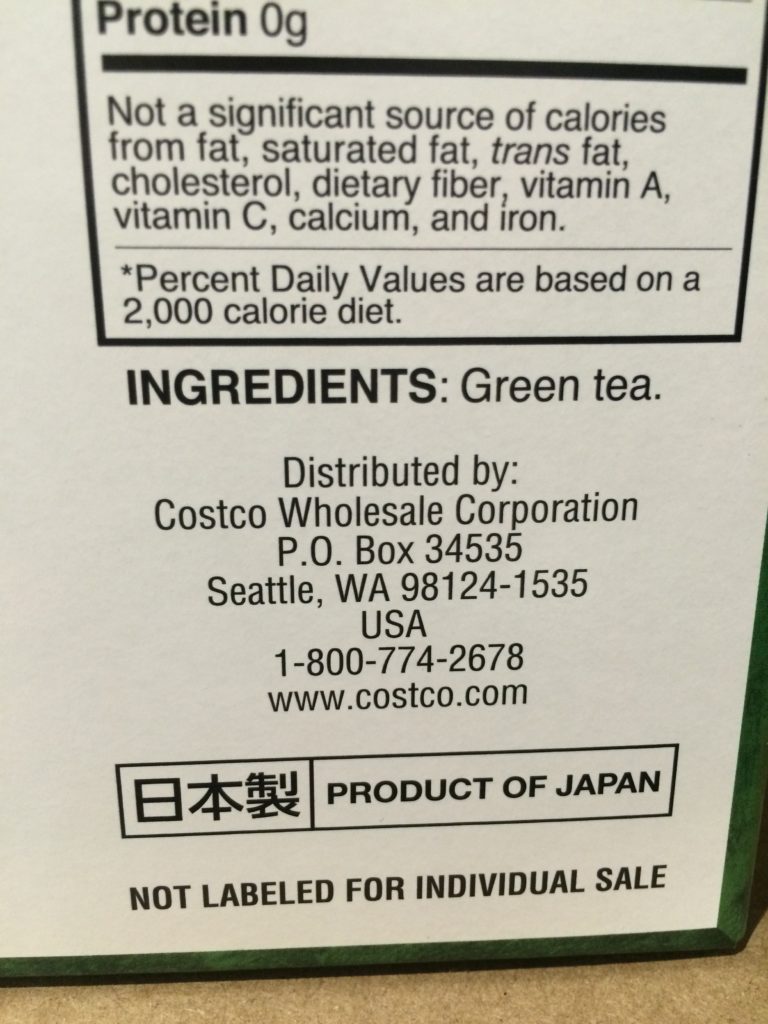 Protein 0g
Not a significant source of calories
from fat, saturated fat, trans fat,
cholesterol, dietary fiber, vitamin A,
vitamin C, calcium, and iron.
*Percent Daily Values are based on a
2,000 calorie diet.
INGREDIENTS: Green tea.
Distributed by:
Costco Wholesale Corporation
P.O. Box 34535
Seattle, WA 98124-1535
USA
1-800-774-2678
www.costco.com
日本製 PRODUCT OF JAPAN
NOT LABELED FOR INDIVIDUAL SALE